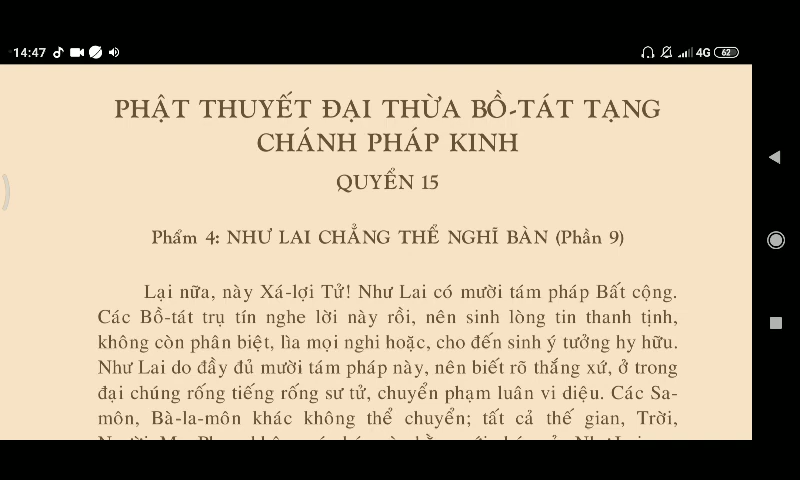 14:47
4G 62
PHẬT THUYẾT ĐẠI THỪA BỒ-TÁT TẠNG
CHÁNH PHÁP KINH
QUYỂN 15
Phẩm 4: NHƯ LAI CHẲNG THỂ NGHĨ BÀN (Phần 9)
Lại nữa, này Xá-lợi Tử! Như Lai có mười tám pháp Bất cộng.
Các Bồ-tát trụ tín nghe lời này rồi, nên sinh lòng tin thanh tịnh,
không còn phân biệt, lìa mọi nghi hoặc, cho đến sinh ý tưởng hy hữu.
Như Lai do đầy đủ mười tám pháp này, nên biết rõ thắng xứ, ở trong
đại chúng rống tiếng rống sư tử, chuyển phạm luân vi diệu. Các Sa-
môn, Bà-la-môn khác không thể chuyển; tất cả thế gian, Trời,